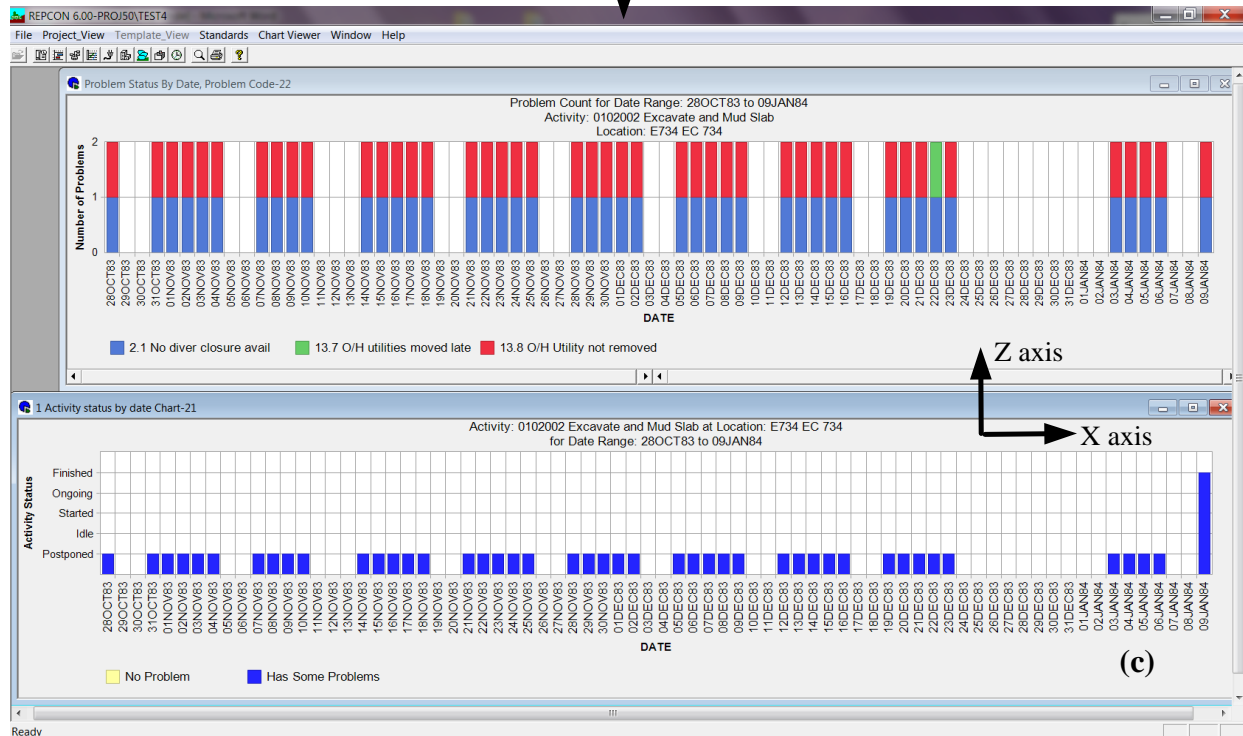 REPCON 6.00-PROJ50\TEST4
File Project_View Template_View Standards Chart Viewer Window Help
Problem Status By Date, Problem Code-22
Problem Count for Date Range: 28OCT83 to 09JAN84
Activity: 0102002 Excavate and Mud Slab
Location: E734 EC 734
Number of Problems
2
1
0
28OCT83 29OCT83 30OCT83 31OCT83 01NOV83 02NOV83 03NOV83 04NOV83 05NOV83 06NOV83 07NOV83 08NOV83 09NOV83 10NOV83 11NOV83 12NOV83 13NOV83 14NOV83 15NOV83 16NOV83 17NOV83 18NOV83 19NOV83 20NOV83 21NOV83 22NOV83 23NOV83 24NOV83 25NOV83 26NOV83 27NOV83 28NOV83 29NOV83 30NOV83 01DEC83 02DEC83 03DEC83 04DEC83 05DEC83 06DEC83 07DEC83 08DEC83 09DEC83 10DEC83 11DEC83 12DEC83 13DEC83 14DEC83 15DEC83 16DEC83 17DEC83 18DEC83 19DEC83 20DEC83 21DEC83 22DEC83 23DEC83 24DEC83 25DEC83 26DEC83 27DEC83 28DEC83 29DEC83 30DEC83 31DEC83 01JAN84 02JAN84 03JAN84 04JAN84 05JAN84 06JAN84 07JAN84 08JAN84 09JAN84
DATE
2.1 No diver closure avail 13.7 O/H utilities moved late 13.8 O/H Utility not removed
Z axis
X axis
1 Activity status by date Chart-21
Activity: 0102002 Excavate and Mud Slab at Location: E734 EC 734
for Date Range: 28OCT83 to 09JAN84
Activity Status
Finished
Ongoing
Started
Idle
Postponed
28OCT83 29OCT83 30OCT83 31OCT83 01NOV83 02NOV83 03NOV83 04NOV83 05NOV83 06NOV83 07NOV83 08NOV83 09NOV83 10NOV83 11NOV83 12NOV83 13NOV83 14NOV83 15NOV83 16NOV83 17NOV83 18NOV83 19NOV83 20NOV83 21NOV83 22NOV83 23NOV83 24NOV83 25NOV83 26NOV83 27NOV83 28NOV83 29NOV83 30NOV83 01DEC83 02DEC83 03DEC83 04DEC83 05DEC83 06DEC83 07DEC83 08DEC83 09DEC83 10DEC83 11DEC83 12DEC83 13DEC83 14DEC83 15DEC83 16DEC83 17DEC83 18DEC83 19DEC83 20DEC83 21DEC83 22DEC83 23DEC83 24DEC83 25DEC83 26DEC83 27DEC83 28DEC83 29DEC83 30DEC83 31DEC83 01JAN84 02JAN84 03JAN84 04JAN84 05JAN84 06JAN84 07JAN84 08JAN84 09JAN84
DATE
(c)
No Problem Has Some Problems
Ready